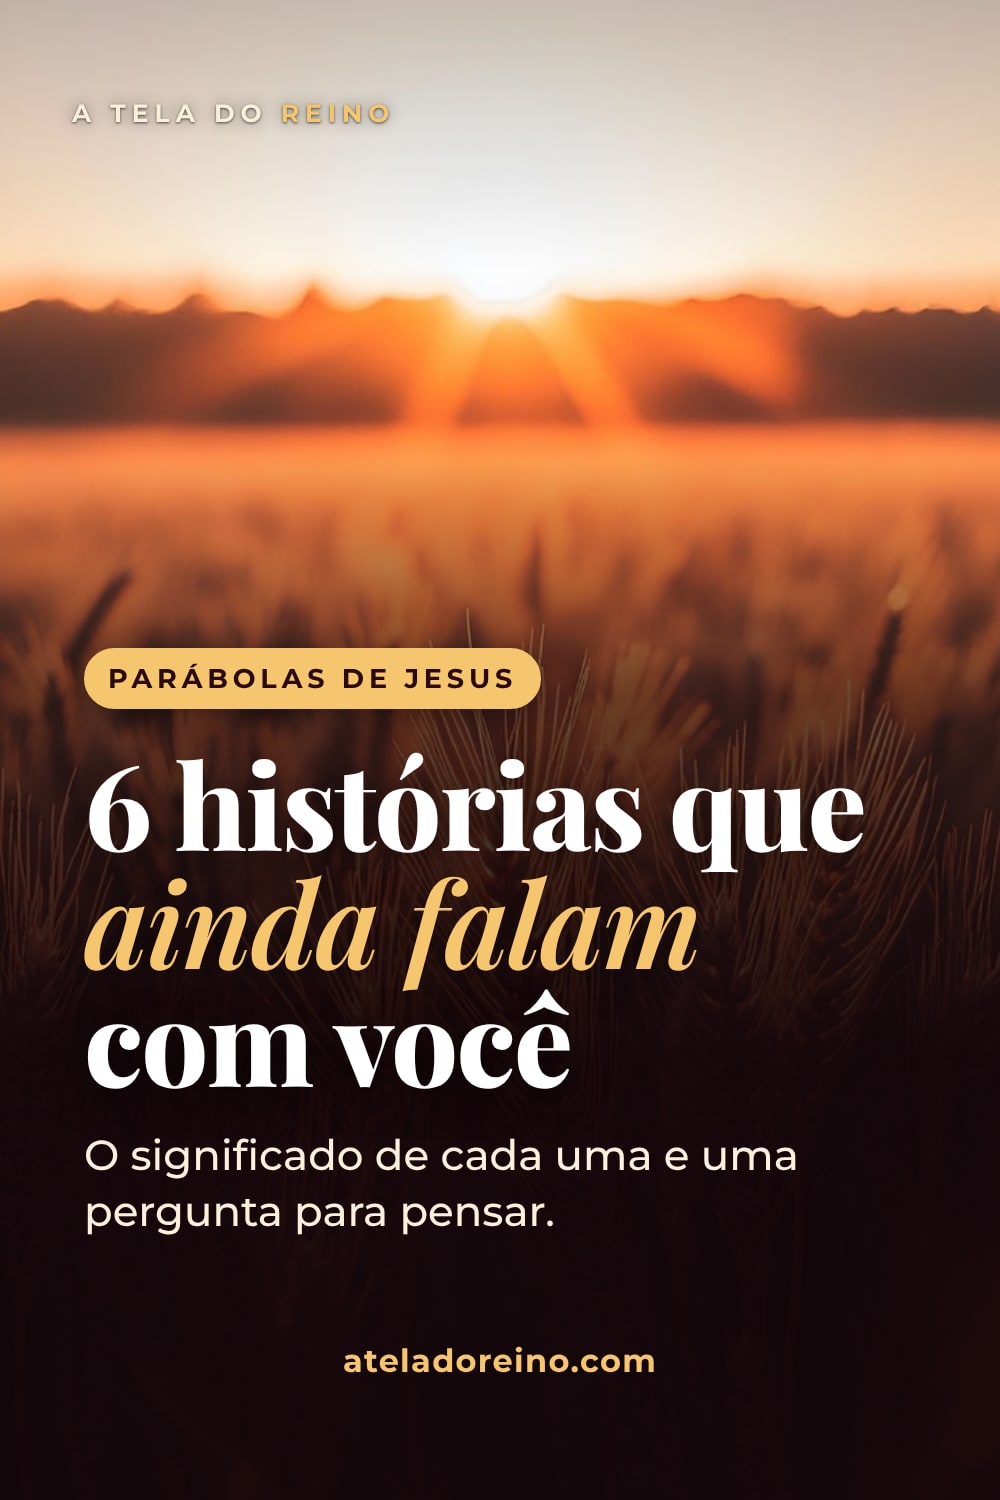 A TELA DO REINO
PARÁBOLAS DE JESUS
6 histórias que
ainda falam
com você
O significado de cada uma e uma
pergunta para pensar.
ateladoreino.com